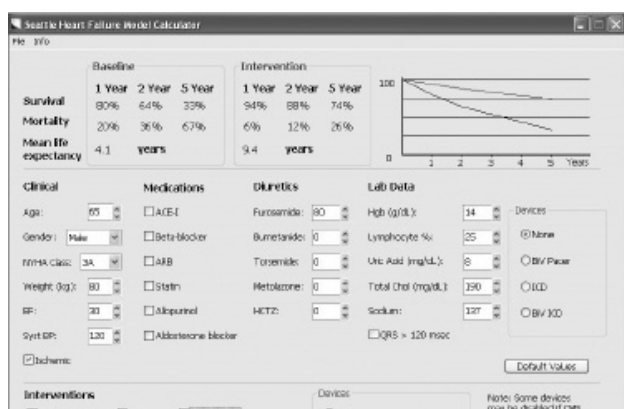 Seattle Heart Failure Model Calculator
File Info
Baseline Intervention
1 Year 2 Year 5 Year 1 Year 2 Year 5 Year 100
Survival 80% 64% 33% 94% 88% 74%
Mortality 20% 36% 67% 6% 12% 26%
Mean life expectancy 4.1 years 9.4 years
0 1 2 3 4 5 Years
Clinical Medications Diuretics Lab Data
Age: 65 ACE-I Furosemide: 80 Hgb (g/dL): 14 Devices
Gender: Male Beta-blocker Bumetanide: 0 Lymphocyte %: 25 None
NYHA Class: 3A ARB Torsemide: 0 Uric Acid (mg/dL): 8 BiV Pacer
Weight (kg): 80 Statin Metolazone: 0 Total Chol (mg/dL): 190 ICD
EF: 30 Allopurinol HCTZ: 0 Sodium: 137 BiV ICD
Syst BP: 120 Aldosterone blocker QRS > 120 msec
Ischemic Default Values
Interventions Devices Note: Some devices
may be disabled if CMS